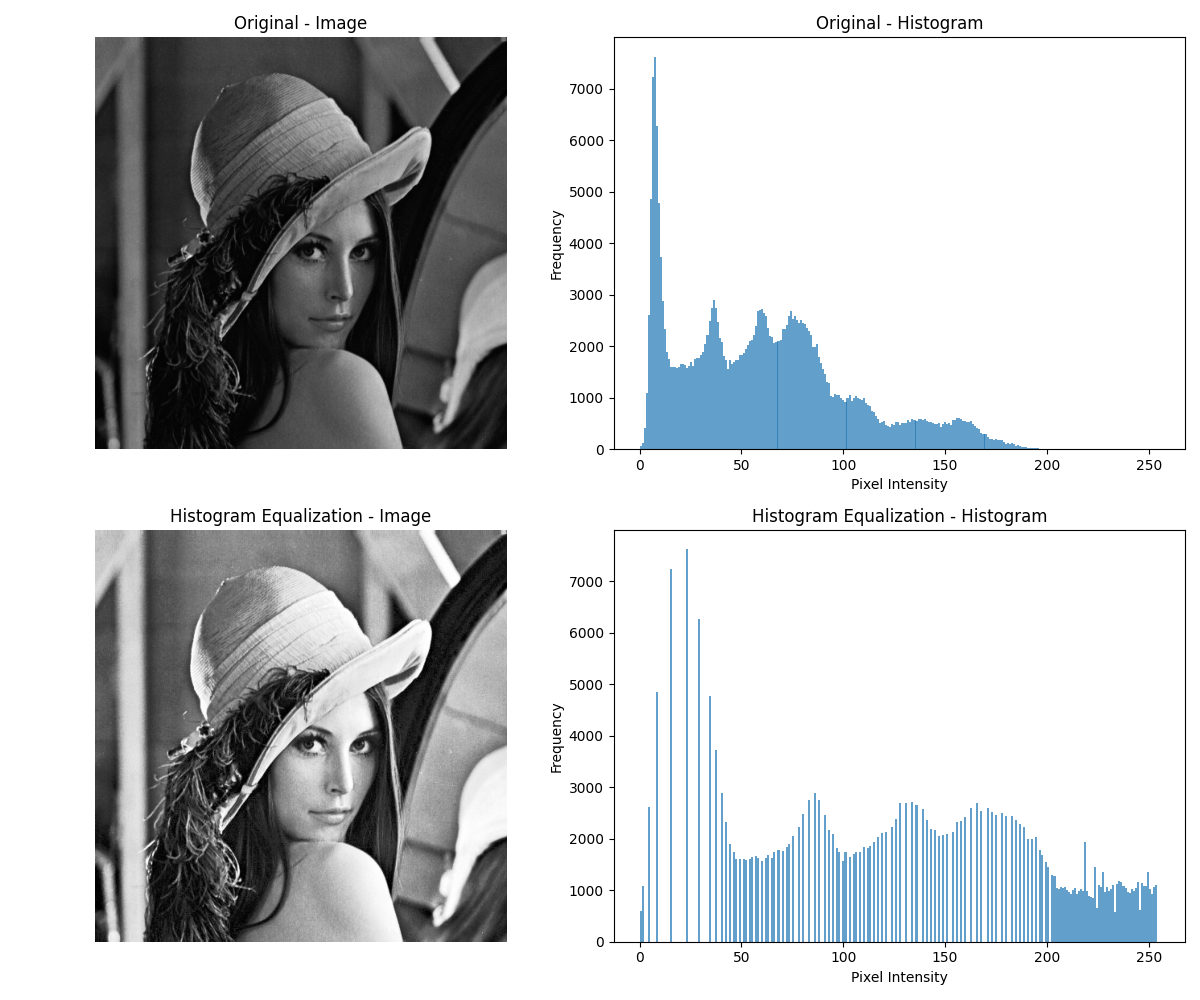 Original - Image
Original - Histogram
7000
6000
5000
4000
3000
2000
1000
0
Frequency
0 50 100 150 200 250
Pixel Intensity
Histogram Equalization - Image
Histogram Equalization - Histogram
7000
6000
5000
4000
3000
2000
1000
0
Frequency
0 50 100 150 200 250
Pixel Intensity